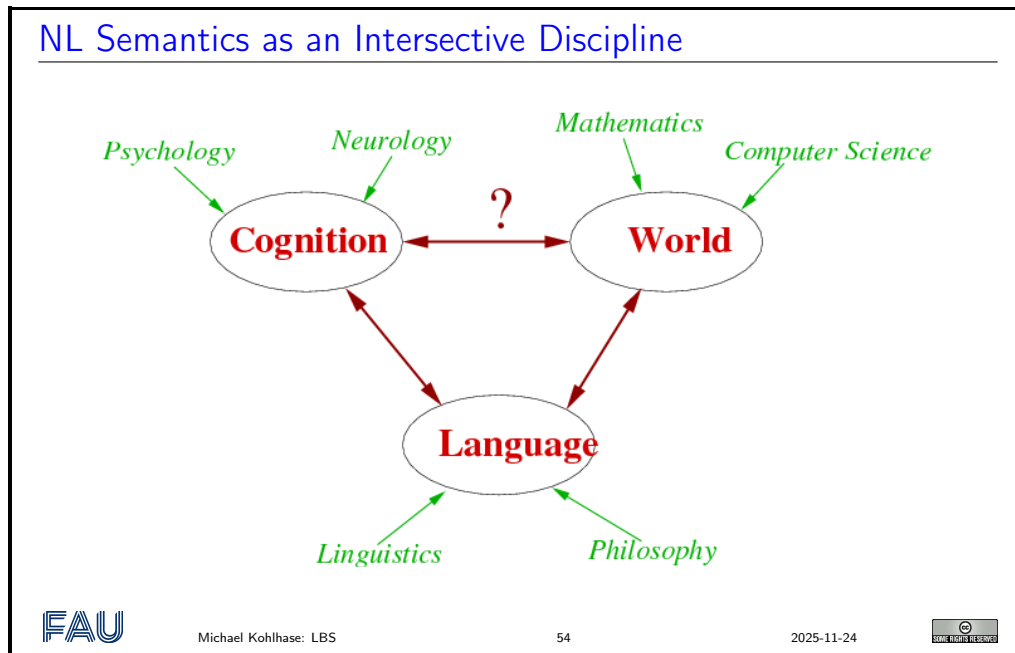 NL Semantics as an Intersective Discipline
Psychology
Neurology
Mathematics
Computer Science
?
Cognition
World
Language
Linguistics
Philosophy
FAU
Michael Kohlhase: LBS
54
2025-11-24
cc
SOME RIGHTS RESERVED